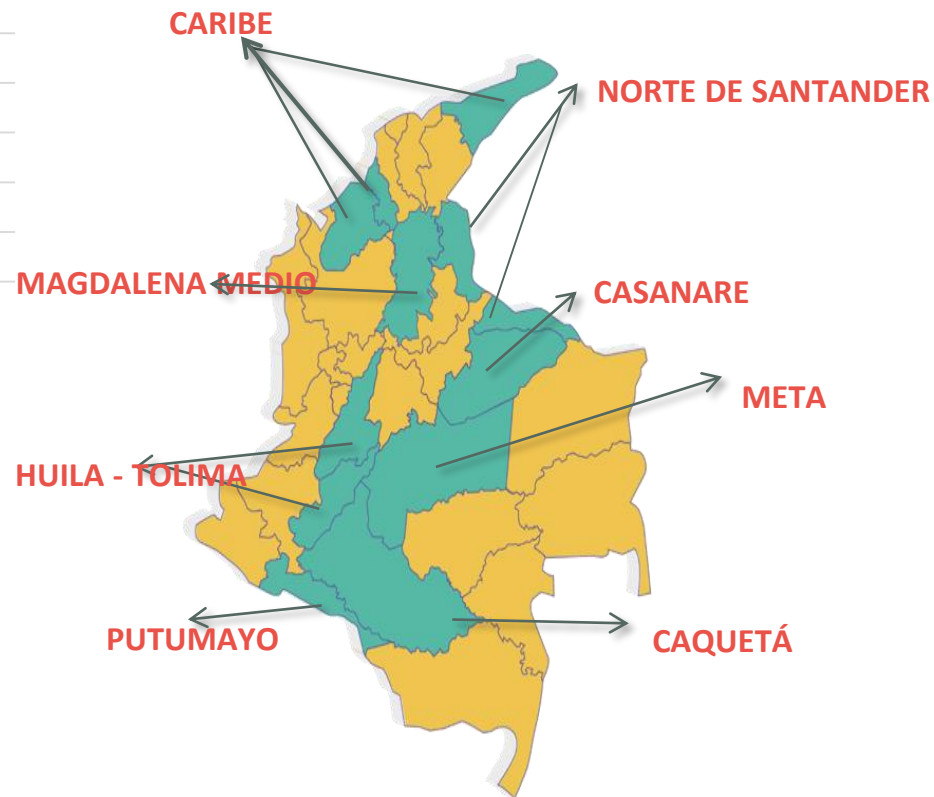 CARIBE
NORTE DE SANTANDER
MAGDALENA MEDIO
CASANARE
META
HUILA - TOLIMA
PUTUMAYO
CAQUETÁ